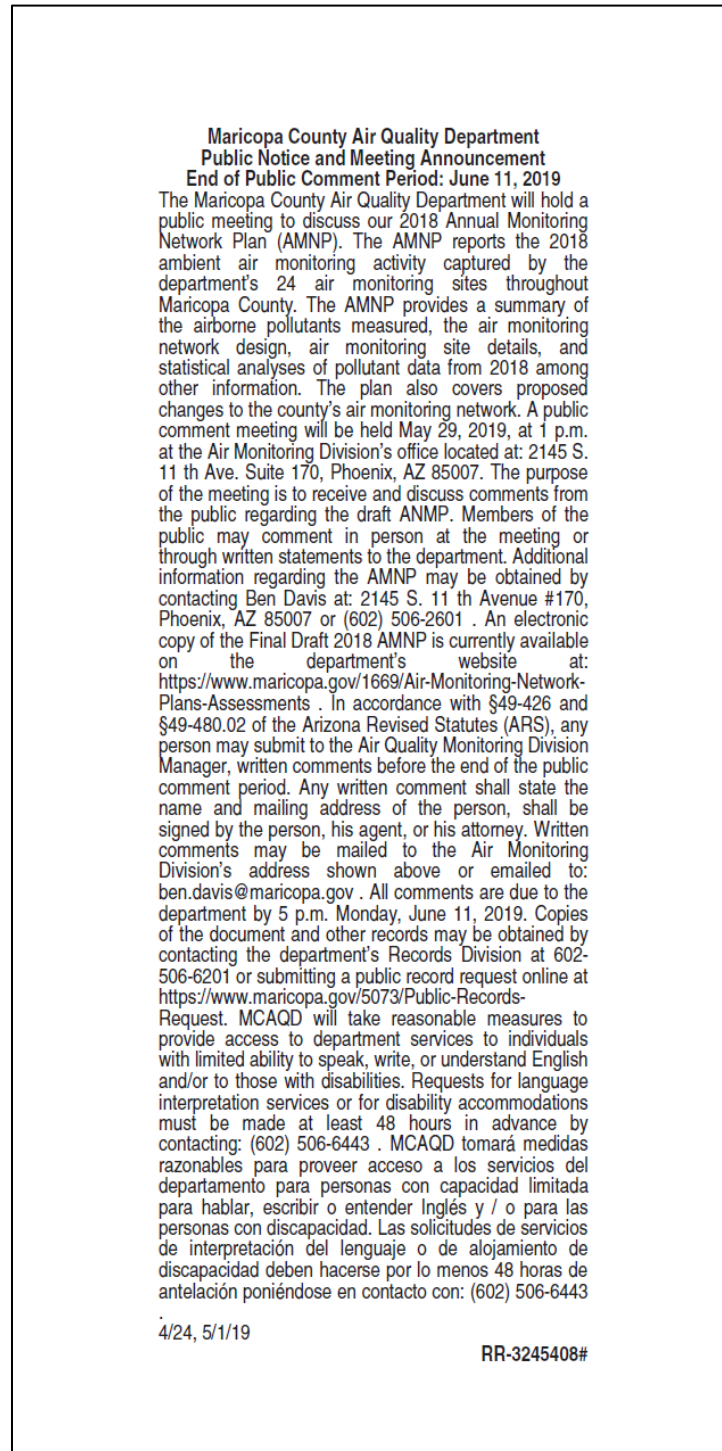 Maricopa County Air Quality Department
Public Notice and Meeting Announcement
End of Public Comment Period: June 11, 2019
The Maricopa County Air Quality Department will hold a
public meeting to discuss our 2018 Annual Monitoring
Network Plan (AMNP). The AMNP reports the 2018
ambient air monitoring activity captured by the
department's 24 air monitoring sites throughout
Maricopa County. The AMNP provides a summary of
the airborne pollutants measured, the air monitoring
network design, air monitoring site details, and
statistical analyses of pollutant data from 2018 among
other information. The plan also covers proposed
changes to the county's air monitoring network. A public
comment meeting will be held May 29, 2019, at 1 p.m.
at the Air Monitoring Division's office located at: 2145 S.
11 th Ave. Suite 170, Phoenix, AZ 85007. The purpose
of the meeting is to receive and discuss comments from
the public regarding the draft ANMP. Members of the
public may comment in person at the meeting or
through written statements to the department. Additional
information regarding the AMNP may be obtained by
contacting Ben Davis at: 2145 S. 11 th Avenue #170,
Phoenix, AZ 85007 or (602) 506-2601 . An electronic
copy of the Final Draft 2018 AMNP is currently available
on the department's website at:
https://www.maricopa.gov/1669/Air-Monitoring-Network-
Plans-Assessments . In accordance with §49-426 and
§49-480.02 of the Arizona Revised Statutes (ARS), any
person may submit to the Air Quality Monitoring Division
Manager, written comments before the end of the public
comment period. Any written comment shall state the
name and mailing address of the person, shall be
signed by the person, his agent, or his attorney. Written
comments may be mailed to the Air Monitoring
Division's address shown above or emailed to:
ben.davis@maricopa.gov . All comments are due to the
department by 5 p.m. Monday, June 11, 2019. Copies
of the document and other records may be obtained by
contacting the department's Records Division at 602-
506-6201 or submitting a public record request online at
https://www.maricopa.gov/5073/Public-Records-
Request. MCAQD will take reasonable measures to
provide access to department services to individuals
with limited ability to speak, write, or understand English
and/or to those with disabilities. Requests for language
interpretation services or for disability accommodations
must be made at least 48 hours in advance by
contacting: (602) 506-6443 . MCAQD tomará medidas
razonables para proveer acceso a los servicios del
departamento para personas con capacidad limitada
para hablar, escribir o entender Inglés y / o para las
personas con discapacidad. Las solicitudes de servicios
de interpretación del lenguaje o de alojamiento de
discapacidad deben hacerse por lo menos 48 horas de
antelación poniéndose en contacto con: (602) 506-6443
.
4/24, 5/1/19
RR-3245408#